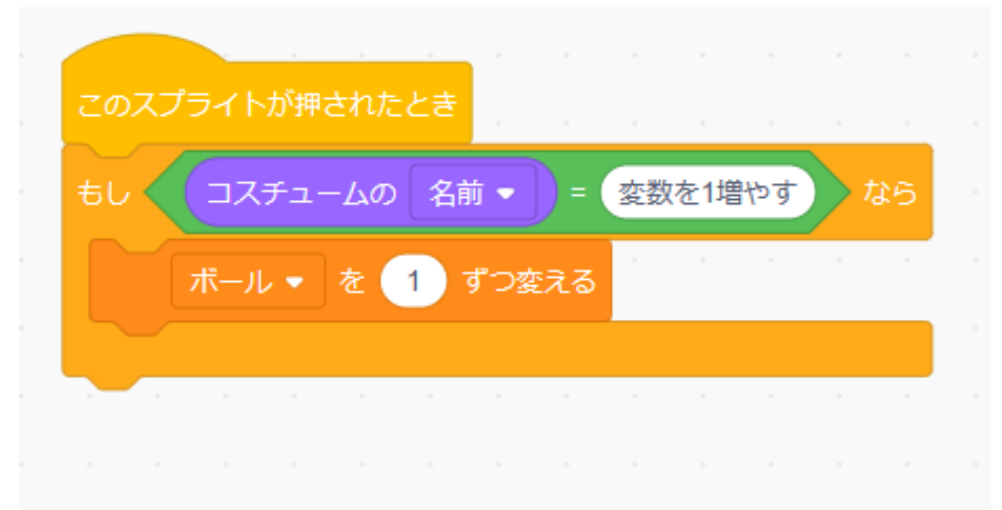 このスプライトが押されたとき
もし コスチュームの 名前 = 変数を1増やす なら
ボール を 1 ずつ変える